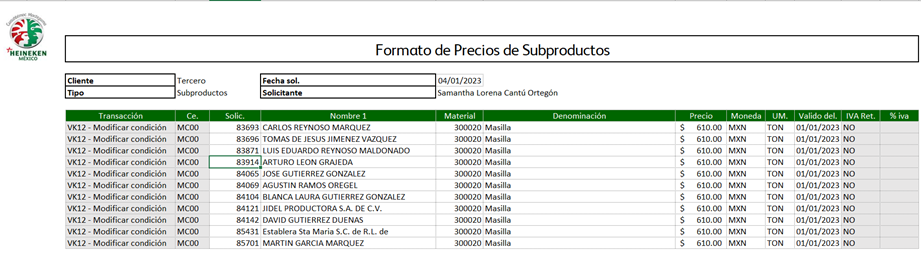 HEINEKEN
MÉXICO
Formato de Precios de Subproductos
Cliente Tercero Fecha sol. 04/01/2023
Tipo Subproductos Solicitante Samantha Lorena Cantú Ortegón
Transacción Ce. Solic. Nombre 1 Material Denominación Precio Moneda UM. Valido del. IVA Ret. % iva
VK12 - Modificar condición MC00 83693 CARLOS REYNOSO MARQUEZ 300020 Masilla $ 610.00 MXN TON 01/01/2023 NO
VK12 - Modificar condición MC00 83696 TOMAS DE JESUS JIMENEZ VAZQUEZ 300020 Masilla $ 610.00 MXN TON 01/01/2023 NO
VK12 - Modificar condición MC00 83871 LUIS EDUARDO REYNOSO MALDONADO 300020 Masilla $ 610.00 MXN TON 01/01/2023 NO
VK12 - Modificar condición MC00 83914 ARTURO LEON GRAJEDA 300020 Masilla $ 610.00 MXN TON 01/01/2023 NO
VK12 - Modificar condición MC00 84065 JOSE GUTIERREZ GONZALEZ 300020 Masilla $ 610.00 MXN TON 01/01/2023 NO
VK12 - Modificar condición MC00 84069 AGUSTIN RAMOS OREGEL 300020 Masilla $ 610.00 MXN TON 01/01/2023 NO
VK12 - Modificar condición MC00 84104 BLANCA LAURA GUTIERREZ GONZALEZ 300020 Masilla $ 610.00 MXN TON 01/01/2023 NO
VK12 - Modificar condición MC00 84121 JIDEL PRODUCTORA S.A. DE C.V. 300020 Masilla $ 610.00 MXN TON 01/01/2023 NO
VK12 - Modificar condición MC00 84142 DAVID GUTIERREZ DUENAS 300020 Masilla $ 610.00 MXN TON 01/01/2023 NO
VK12 - Modificar condición MC00 85431 Establera Sta Maria S.C. de R.L. de 300020 Masilla $ 610.00 MXN TON 01/01/2023 NO
VK12 - Modificar condición MC00 85701 MARTIN GARCIA MARQUEZ 300020 Masilla $ 610.00 MXN TON 01/01/2023 NO